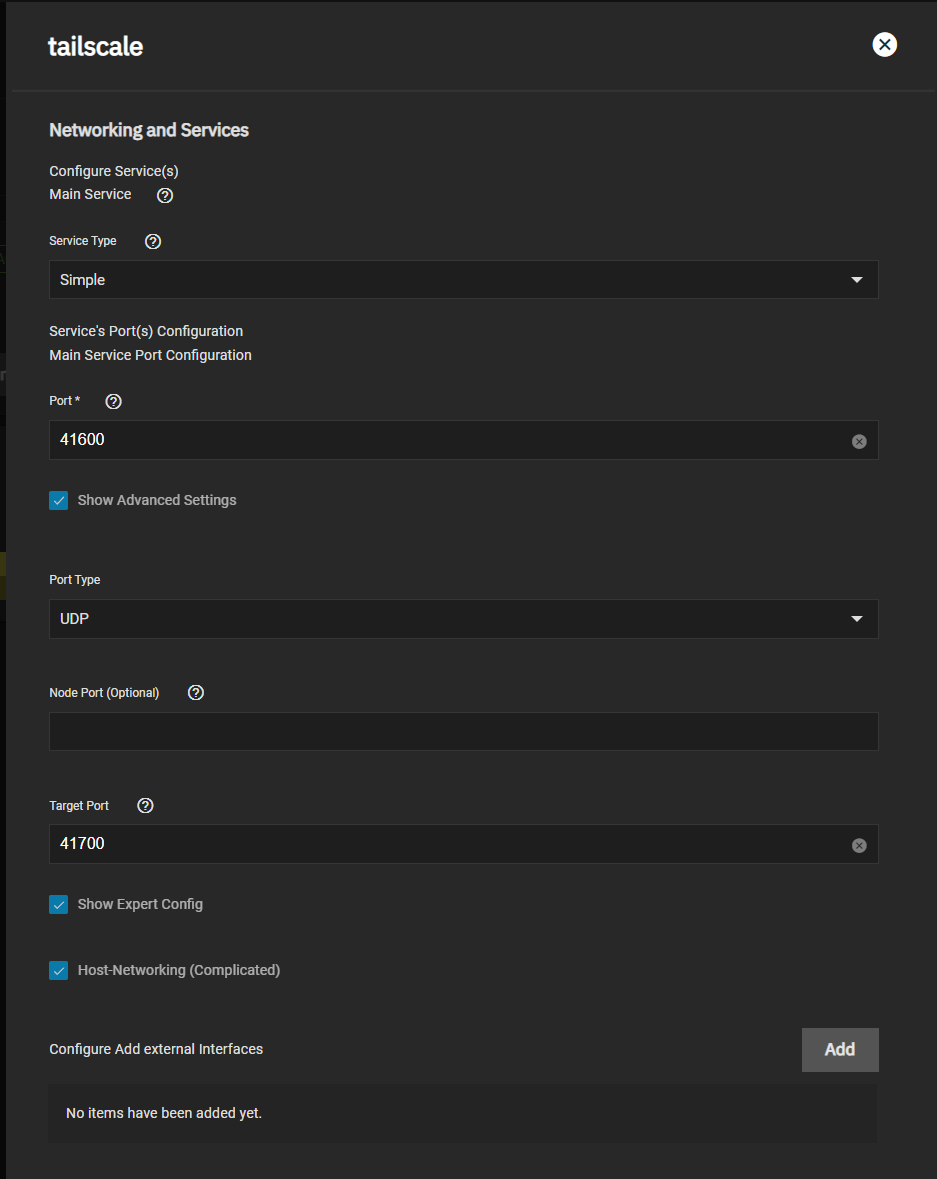 tailscale
Networking and Services
Configure Service(s)
Main Service
Service Type
Simple
Service's Port(s) Configuration
Main Service Port Configuration
Port *
41600
Show Advanced Settings
Port Type
UDP
Node Port (Optional)
Target Port
41700
Show Expert Config
Host-Networking (Complicated)
Configure Add external Interfaces
Add
No items have been added yet.